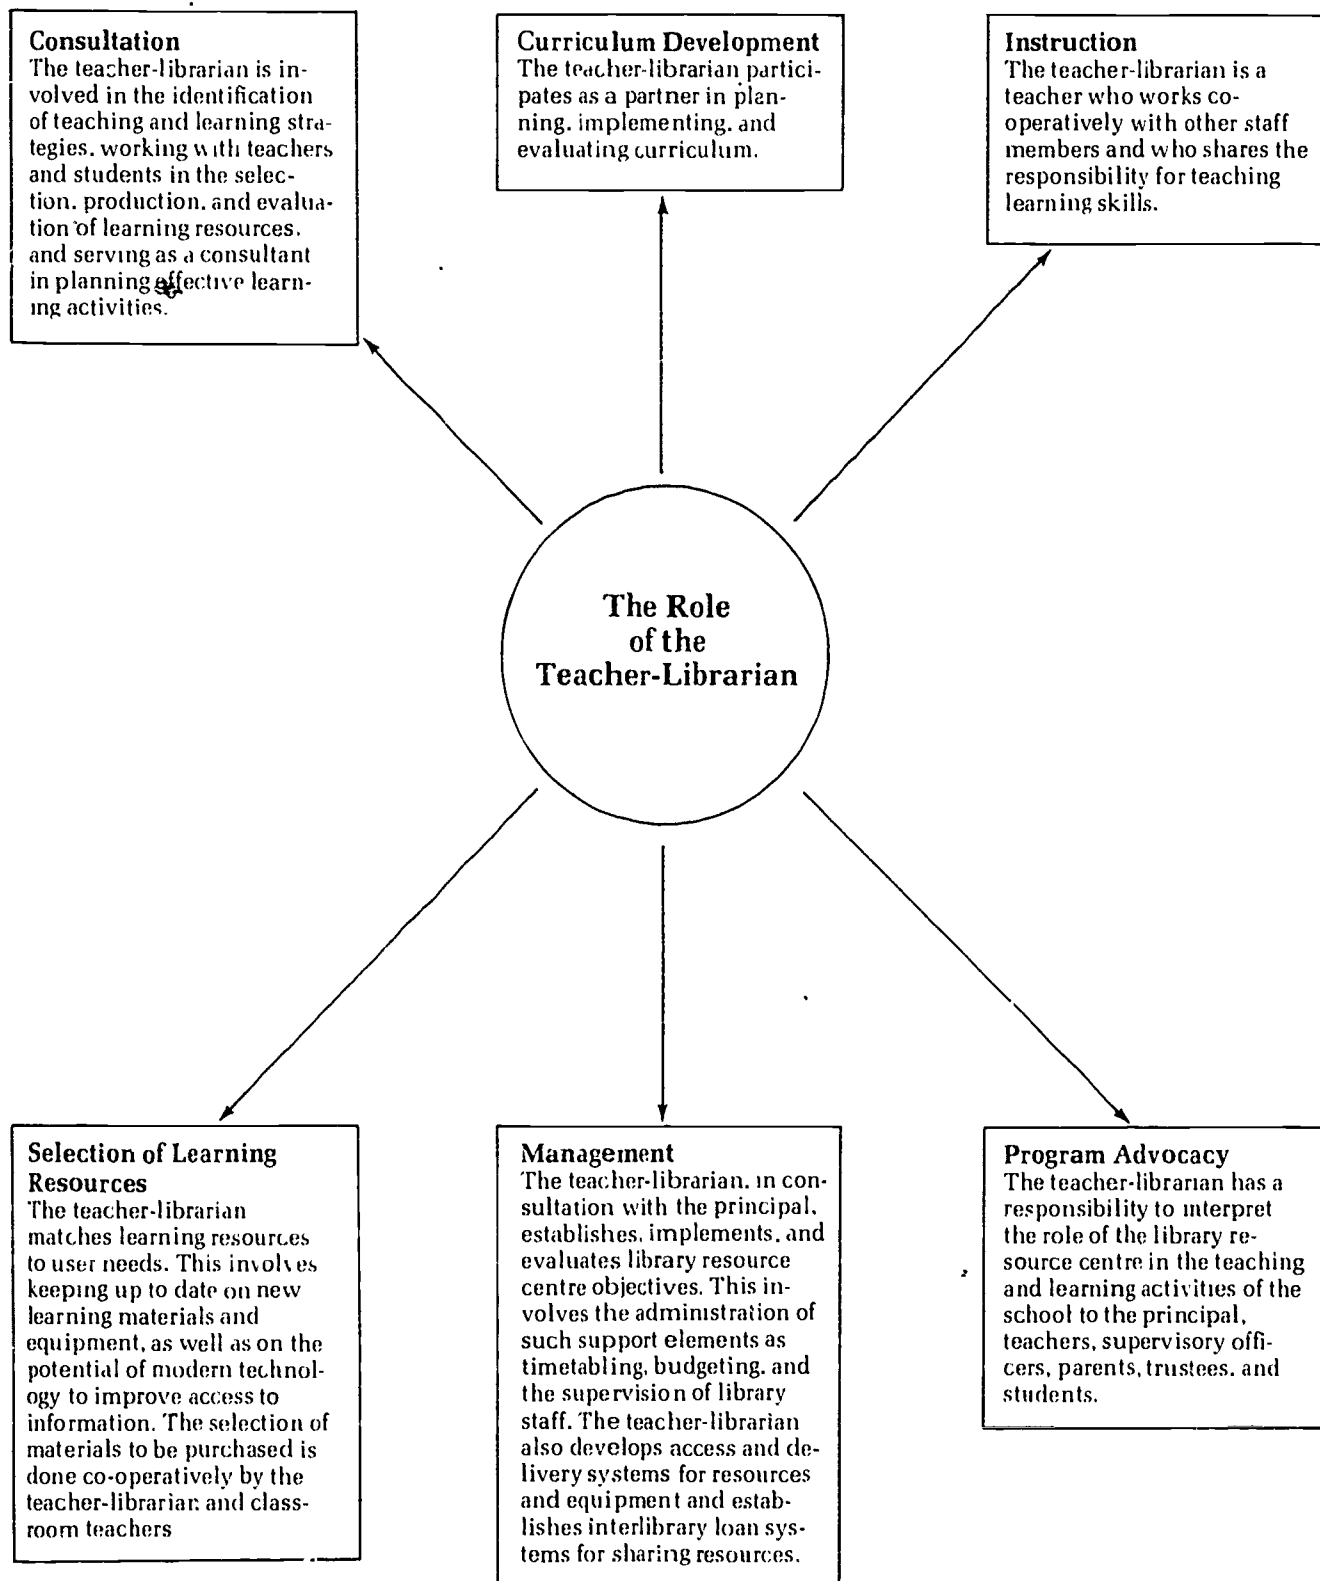 Consultation
The teacher-librarian is in-
volved in the identification
of teaching and learning stra-
tegies, working with teachers
and students in the selec-
tion, production, and evalua-
tion of learning resources,
and serving as a consultant
in planning effective learn-
ing activities.
Curriculum Development
The teacher-librarian partici-
pates as a partner in plan-
ning, implementing, and
evaluating curriculum.
Instruction
The teacher-librarian is a
teacher who works co-
operatively with other staff
members and who shares the
responsibility for teaching
learning skills.
The Role
of the
Teacher-Librarian
Selection of Learning
Resources
The teacher-librarian
matches learning resources
to user needs. This involves
keeping up to date on new
learning materials and
equipment, as well as on the
potential of modern technol-
ogy to improve access to
information. The selection of
materials to be purchased is
done co-operatively by the
teacher-librarian and class-
room teachers
Management
The teacher-librarian, in con-
sultation with the principal,
establishes, implements, and
evaluates library resource
centre objectives. This in-
volves the administration of
such support elements as
timetabling, budgeting, and
the supervision of library
staff. The teacher-librarian
also develops access and de-
livery systems for resources
and equipment and estab-
lishes interlibrary loan sys-
tems for sharing resources.
Program Advocacy
The teacher-librarian has a
responsibility to interpret
the role of the library re-
source centre in the teaching
and learning activities of the
school to the principal,
teachers, supervisory offi-
cers, parents, trustees, and
students.